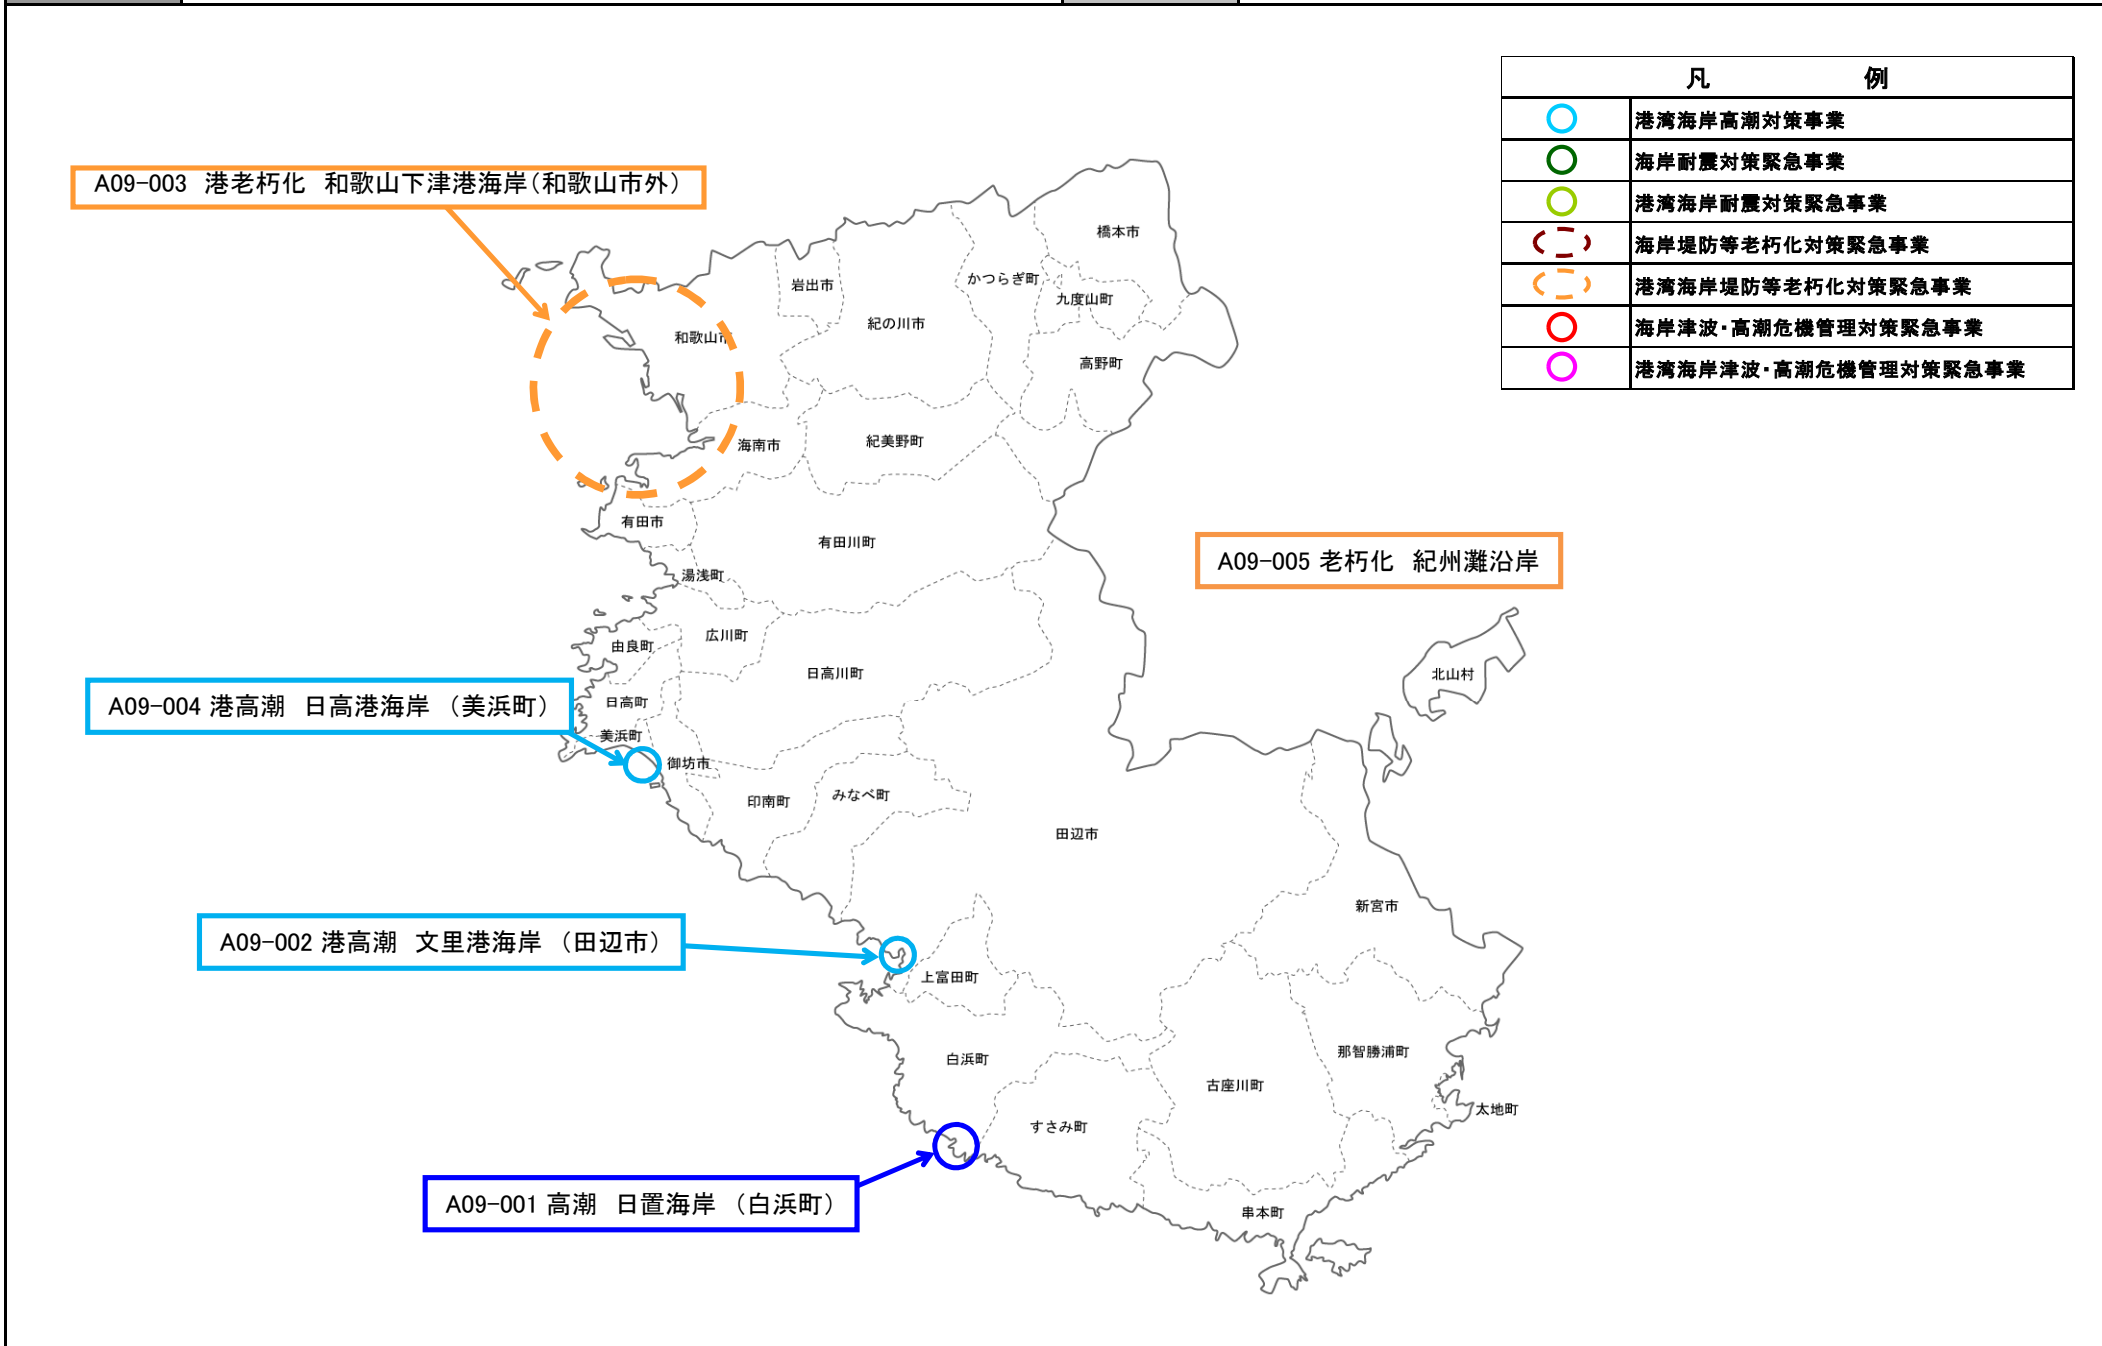 凡　例
港湾海岸高潮対策事業
海岸耐震対策緊急事業
港湾海岸耐震対策緊急事業
海岸堤防等老朽化対策緊急事業
港湾海岸堤防等老朽化対策緊急事業
海岸津波・高潮危機管理対策緊急事業
港湾海岸津波・高潮危機管理対策緊急事業
A09-003　港老朽化　和歌山下津港海岸（和歌山市外）
橋本市
かつらぎ町
岩出市
九度山町
紀の川市
和歌山市
高野町
海南市
紀美野町
有田市
有田川町
A09-005 老朽化　紀州灘沿岸
湯浅町
広川町
由良町
日高川町
北山村
A09-004 港高潮　日高港海岸 （美浜町）
日高町
美浜町
御坊市
印南町
みなべ町
田辺市
新宮市
A09-002 港高潮　文里港海岸 （田辺市）
上富田町
白浜町
那智勝浦町
古座川町
太地町
すさみ町
A09-001 高潮　日置海岸 （白浜町）
串本町